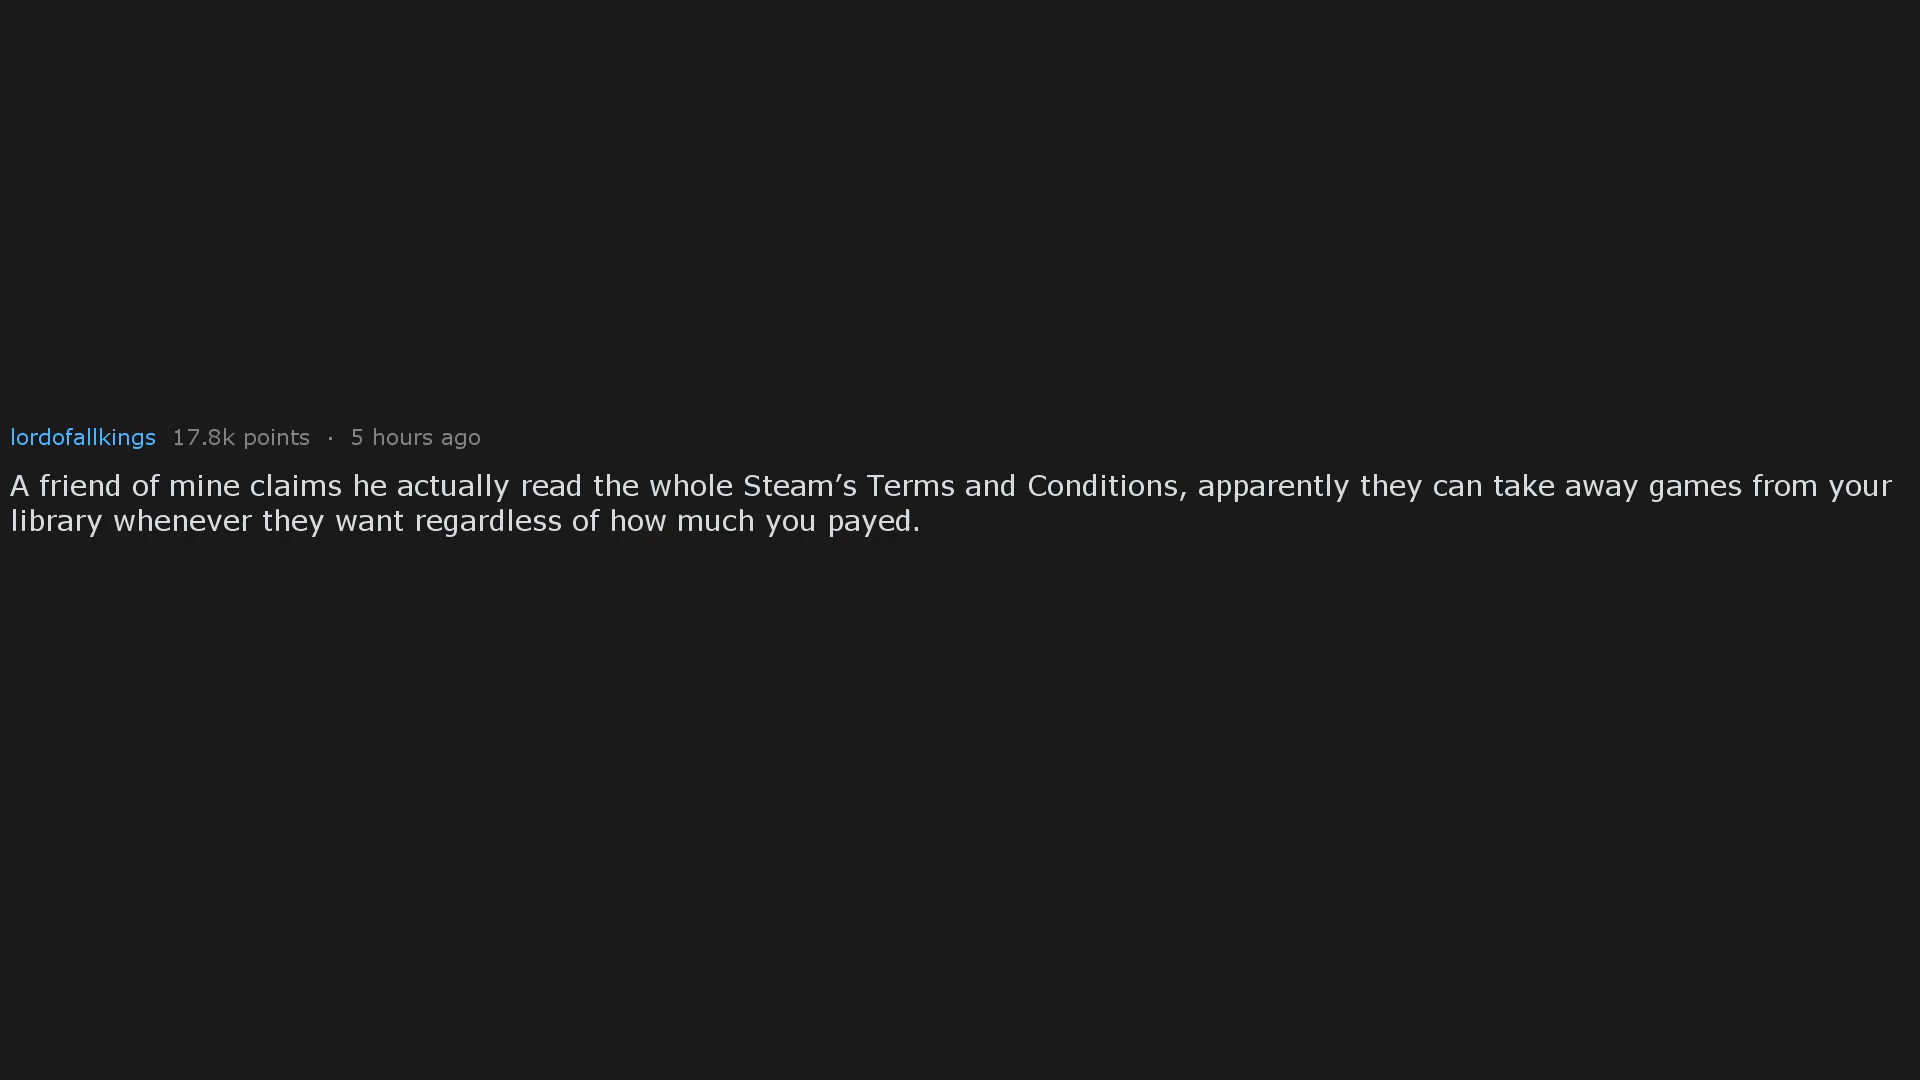 lordofallkings 17.8k points · 5 hours ago
A friend of mine claims he actually read the whole Steam’s Terms and Conditions, apparently they can take away games from your
library whenever they want regardless of how much you payed.